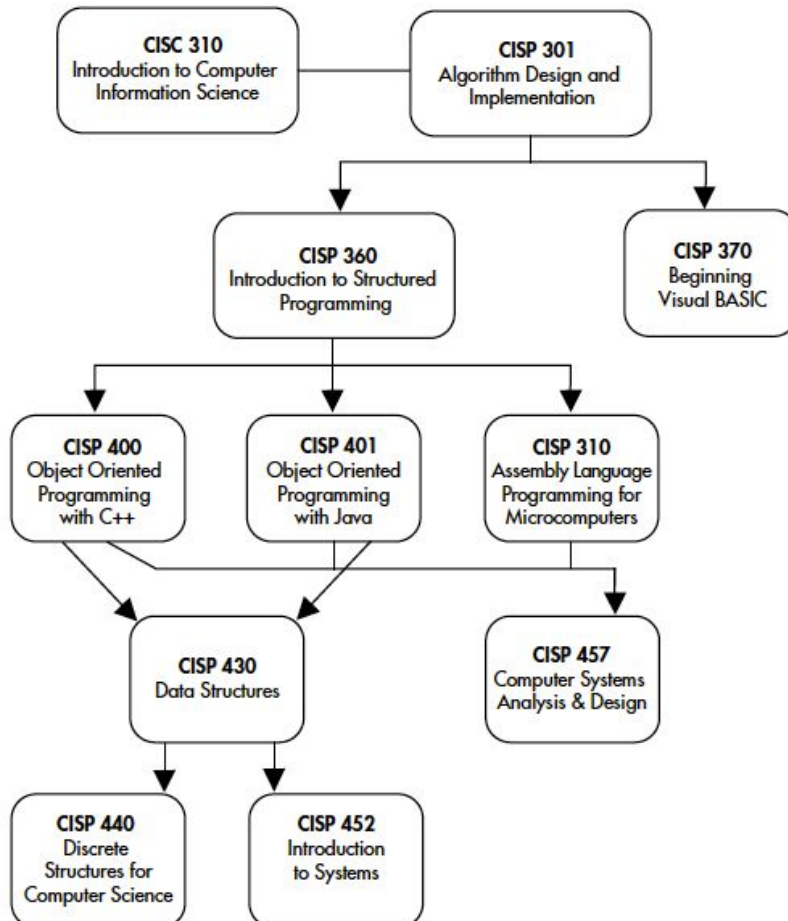 CISC 310
Introduction to Computer
Information Science
CISP 301
Algorithm Design and
Implementation
CISP 360
Introduction to Structured
Programming
CISP 370
Beginning
Visual BASIC
CISP 400
Object Oriented
Programming
with C++
CISP 401
Object Oriented
Programming
with Java
CISP 310
Assembly Language
Programming for
Microcomputers
CISP 430
Data Structures
CISP 457
Computer Systems
Analysis & Design
CISP 440
Discrete
Structures for
Computer Science
CISP 452
Introduction
to Systems